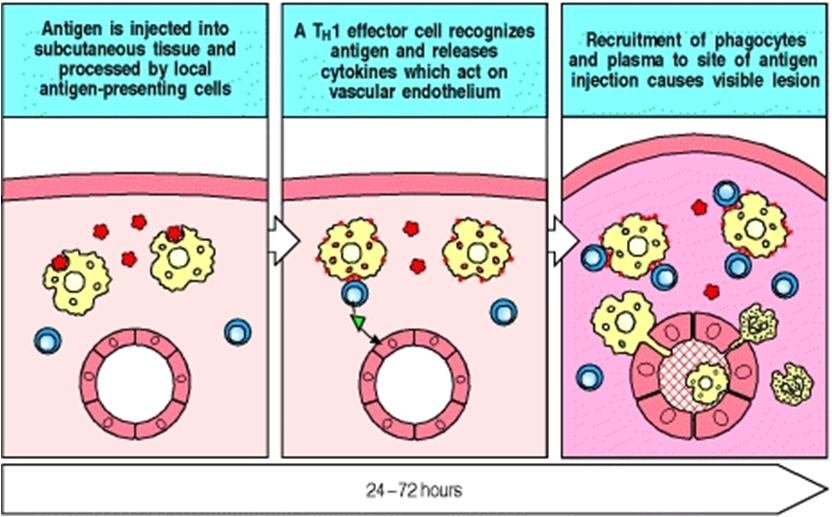 Antigen is injected into
subcutaneous tissue and
processed by local
antigen-presenting cells
A TH1 effector cell recognizes
antigen and releases
cytokines which act on
vascular endothelium
Recruitment of phagocytes
and plasma to site of antigen
injection causes visible lesion
24–72 hours